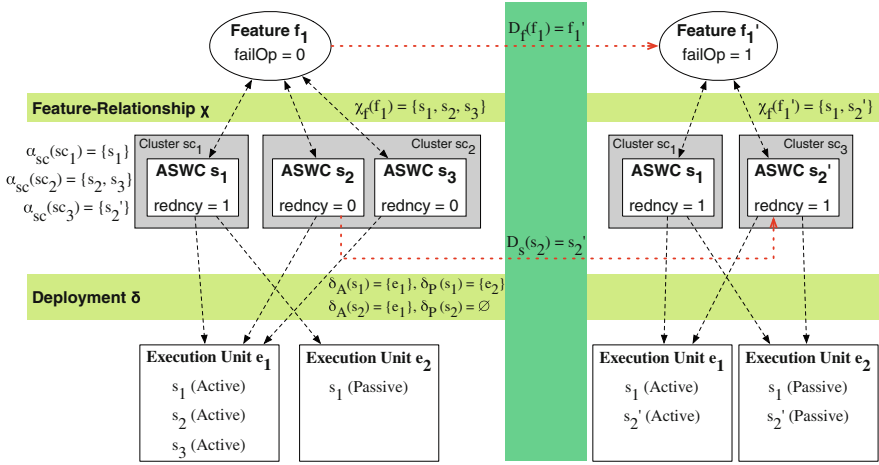 Feature f1
failOp = 0
Df(f1) = f1'
Feature f1'
failOp = 1
Feature-Relationship χ
χf(f1) = {s1, s2, s3}
χf(f1') = {s1, s2'}
αsc(sc1) = {s1}
αsc(sc2) = {s2, s3}
αsc(sc3) = {s2'}
Cluster sc1
ASWC s1
redncy = 1
Cluster sc2
ASWC s2
redncy = 0
ASWC s3
redncy = 0
Cluster sc1
ASWC s1
redncy = 1
Cluster sc3
ASWC s2'
redncy = 1
Ds(s2) = s2'
Deployment δ
δA(s1) = {e1}, δP(s1) = {e2}
δA(s2) = {e1}, δP(s2) = ∅
Execution Unit e1
s1 (Active)
s2 (Active)
s3 (Active)
Execution Unit e2
s1 (Passive)
Execution Unit e1
s1 (Active)
s2' (Active)
Execution Unit e2
s1 (Passive)
s2' (Passive)